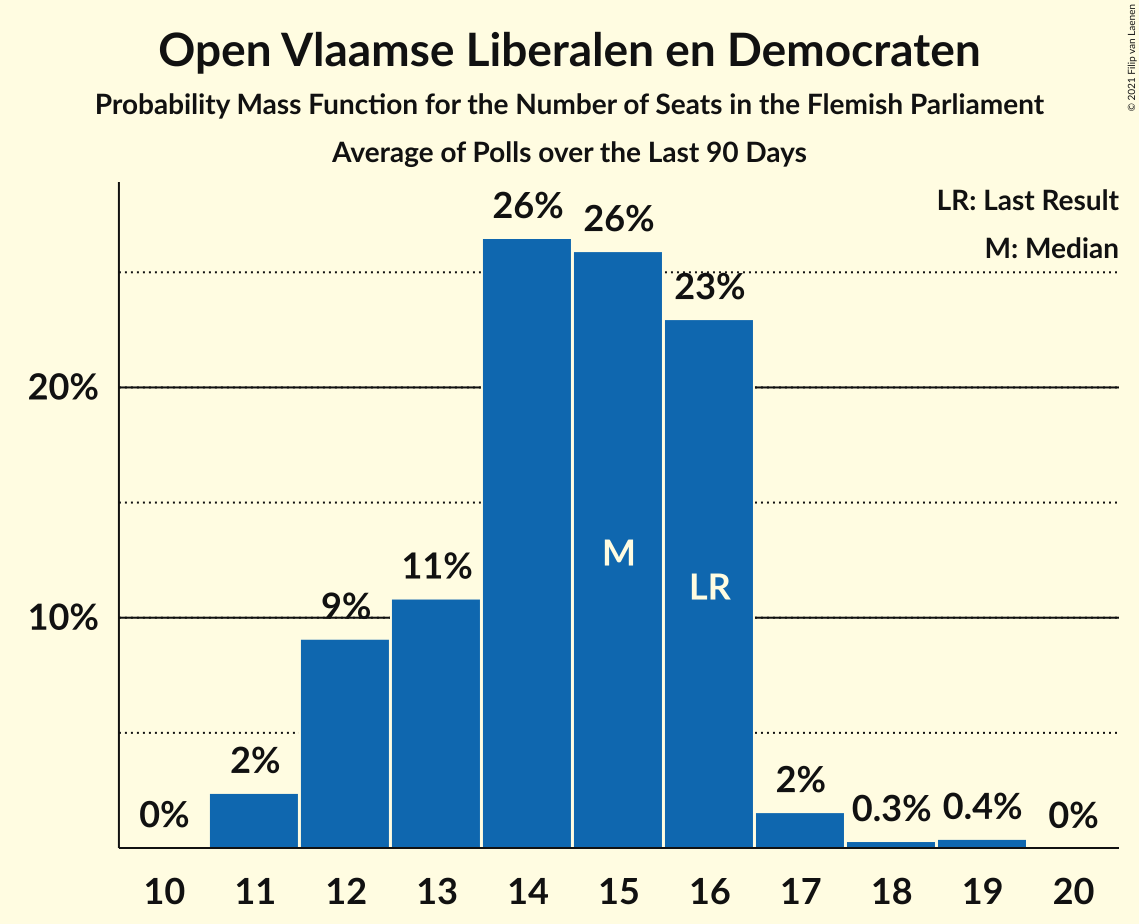 Open Vlaamse Liberalen en Democraten
Probability Mass Function for the Number of Seats in the Flemish Parliament
Average of Polls over the Last 90 Days
© 2021 Filip van Laenen
LR: Last Result
M: Median
26%
26%
23%
20%
M
11%
LR
9%
10%
2%
2%
0%
0.3%
0.4%
0%
10 11 12 13 14 15 16 17 18 19 20